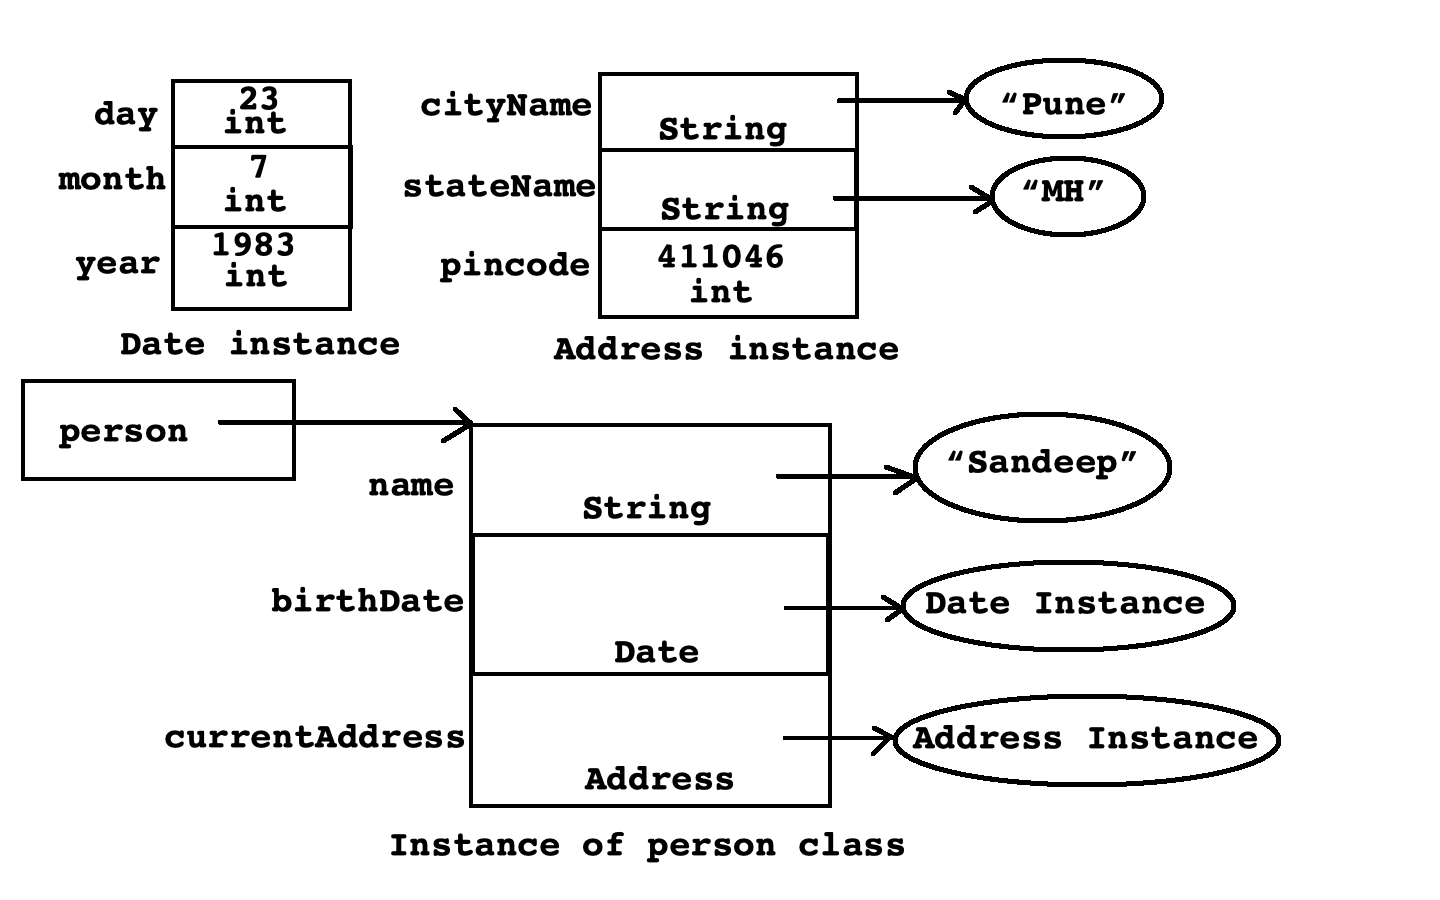 day
23
int
month
7
int
year
1983
int
Date instance
cityName
String
“Pune”
stateName
String
“MH”
pincode
411046
int
Address instance
person
name
String
“Sandeep”
birthDate
Date
Date Instance
currentAddress
Address
Address Instance
Instance of person class